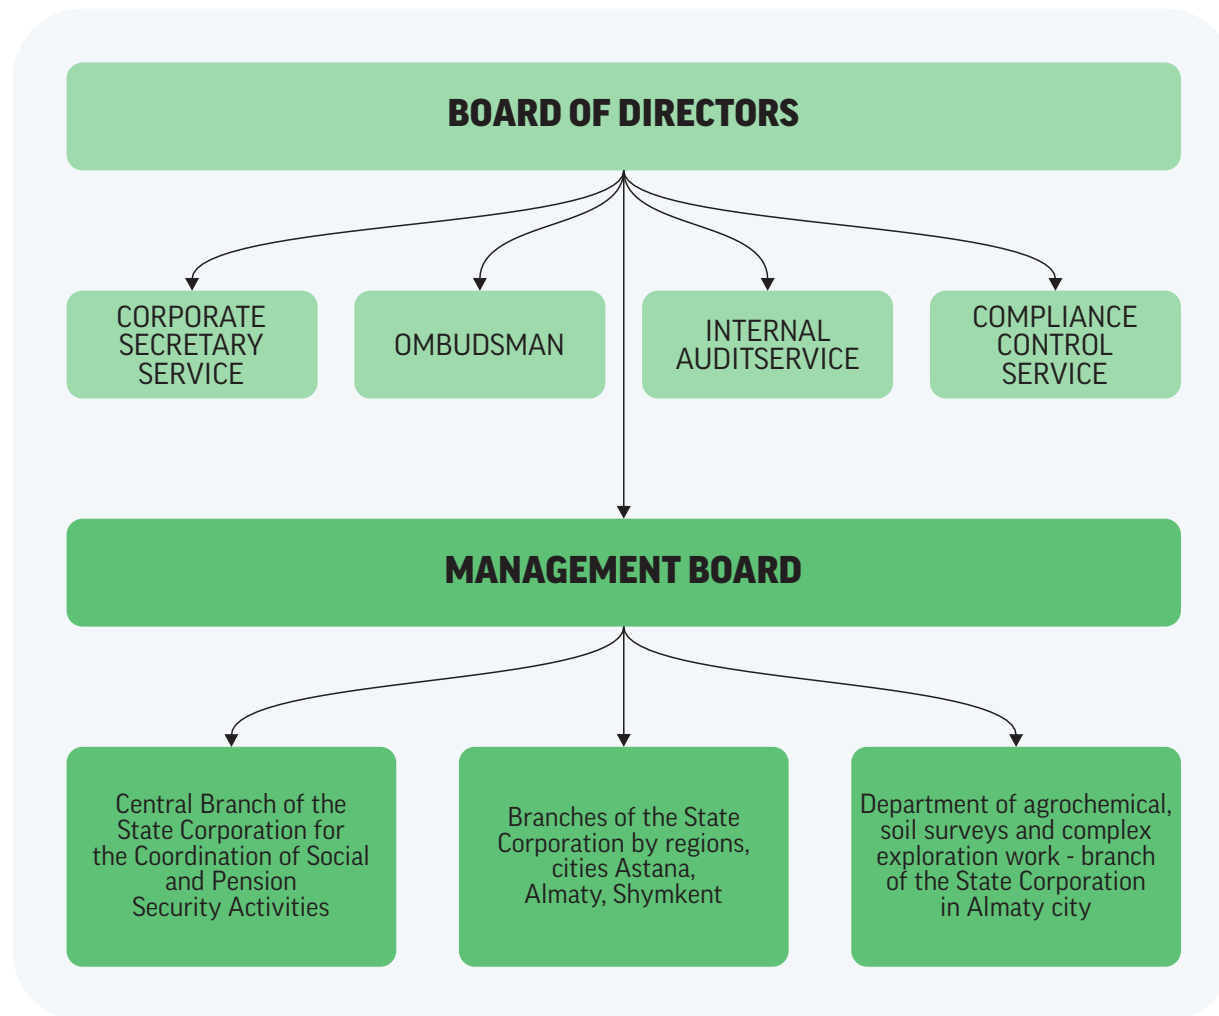 BOARD OF DIRECTORS
CORPORATE
SECRETARY
SERVICE
OMBUDSMAN
INTERNAL
AUDITSERVICE
COMPLIANCE
CONTROL
SERVICE
MANAGEMENT BOARD
Central Branch of the
State Corporation for
the Coordination of Social
and Pension
Security Activities
Branches of the State
Corporation by regions,
cities Astana,
Almaty, Shymkent
Department of agrochemical,
soil surveys and complex
exploration work - branch
of the State Corporation
in Almaty city